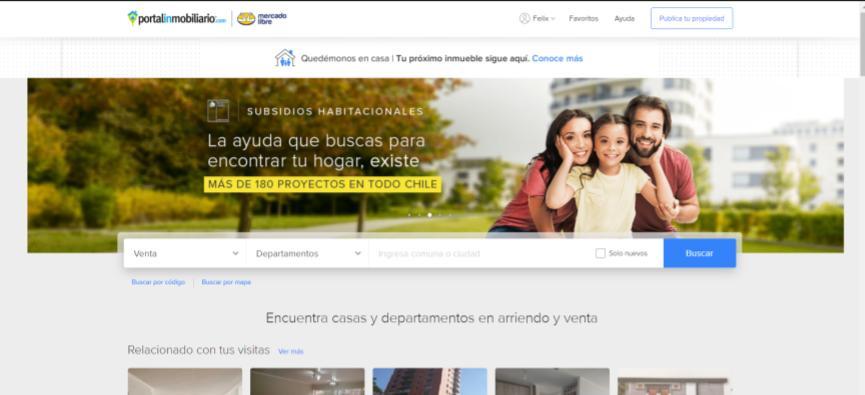 portalinmobiliario.com
mercado
libre
Felix
Favoritos
Ayuda
Publica tu propiedad
Quedémonos en casa | Tu próximo inmueble sigue aquí. Conoce más
SUBSIDIOS HABITACIONALES
La ayuda que buscas para
encontrar tu hogar, existe
MÁS DE 180 PROYECTOS EN TODO CHILE
Venta
Departamentos
Ingresa comuna o ciudad
Solo nuevos
Buscar
Buscar por código
Buscar por mapa
Encuentra casas y departamentos en arriendo y venta
Relacionado con tus visitas
Ver más